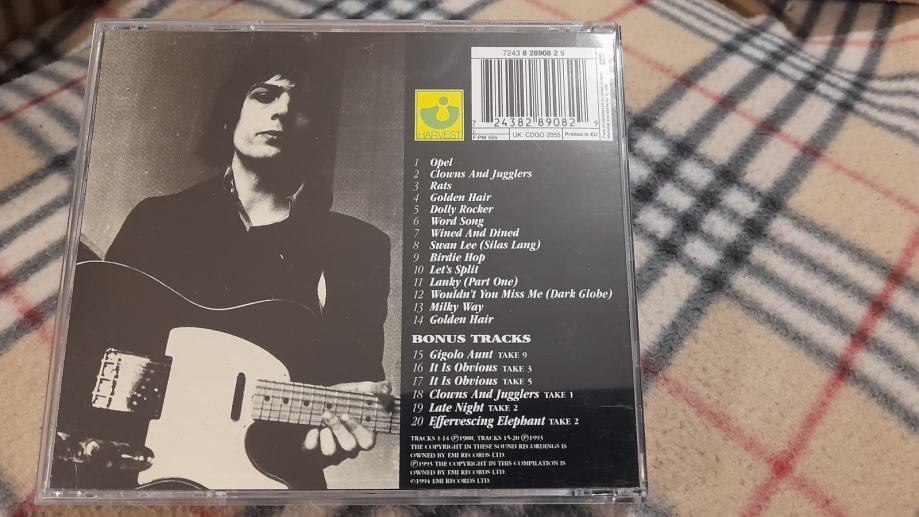 7243 8 28908 2 9
7 24382 89082 9
F:PM 555 UK: CDGO 2055 Printed in EU
HARVEST
1 Opel
2 Clowns And Jugglers
3 Rats
4 Golden Hair
5 Dolly Rocker
6 Word Song
7 Wined And Dined
8 Swan Lee (Silas Lang)
9 Birdie Hop
10 Let's Split
11 Lanky (Part One)
12 Wouldn't You Miss Me (Dark Globe)
13 Milky Way
14 Golden Hair
BONUS TRACKS
15 Gigolo Aunt TAKE 9
16 It Is Obvious TAKE 3
17 It Is Obvious TAKE 5
18 Clowns And Jugglers TAKE 1
19 Late Night TAKE 2
20 Effervescing Elephant TAKE 2
TRACKS 1-14 ℗1988, TRACKS 15-20 ℗1993
THE COPYRIGHT IN THESE SOUND RECORDINGS IS
OWNED BY EMI RECORDS LTD.
℗1993 THE COPYRIGHT IN THIS COMPILATION IS
OWNED BY EMI RECORDS LTD.
©1994 EMI RECORDS LTD.